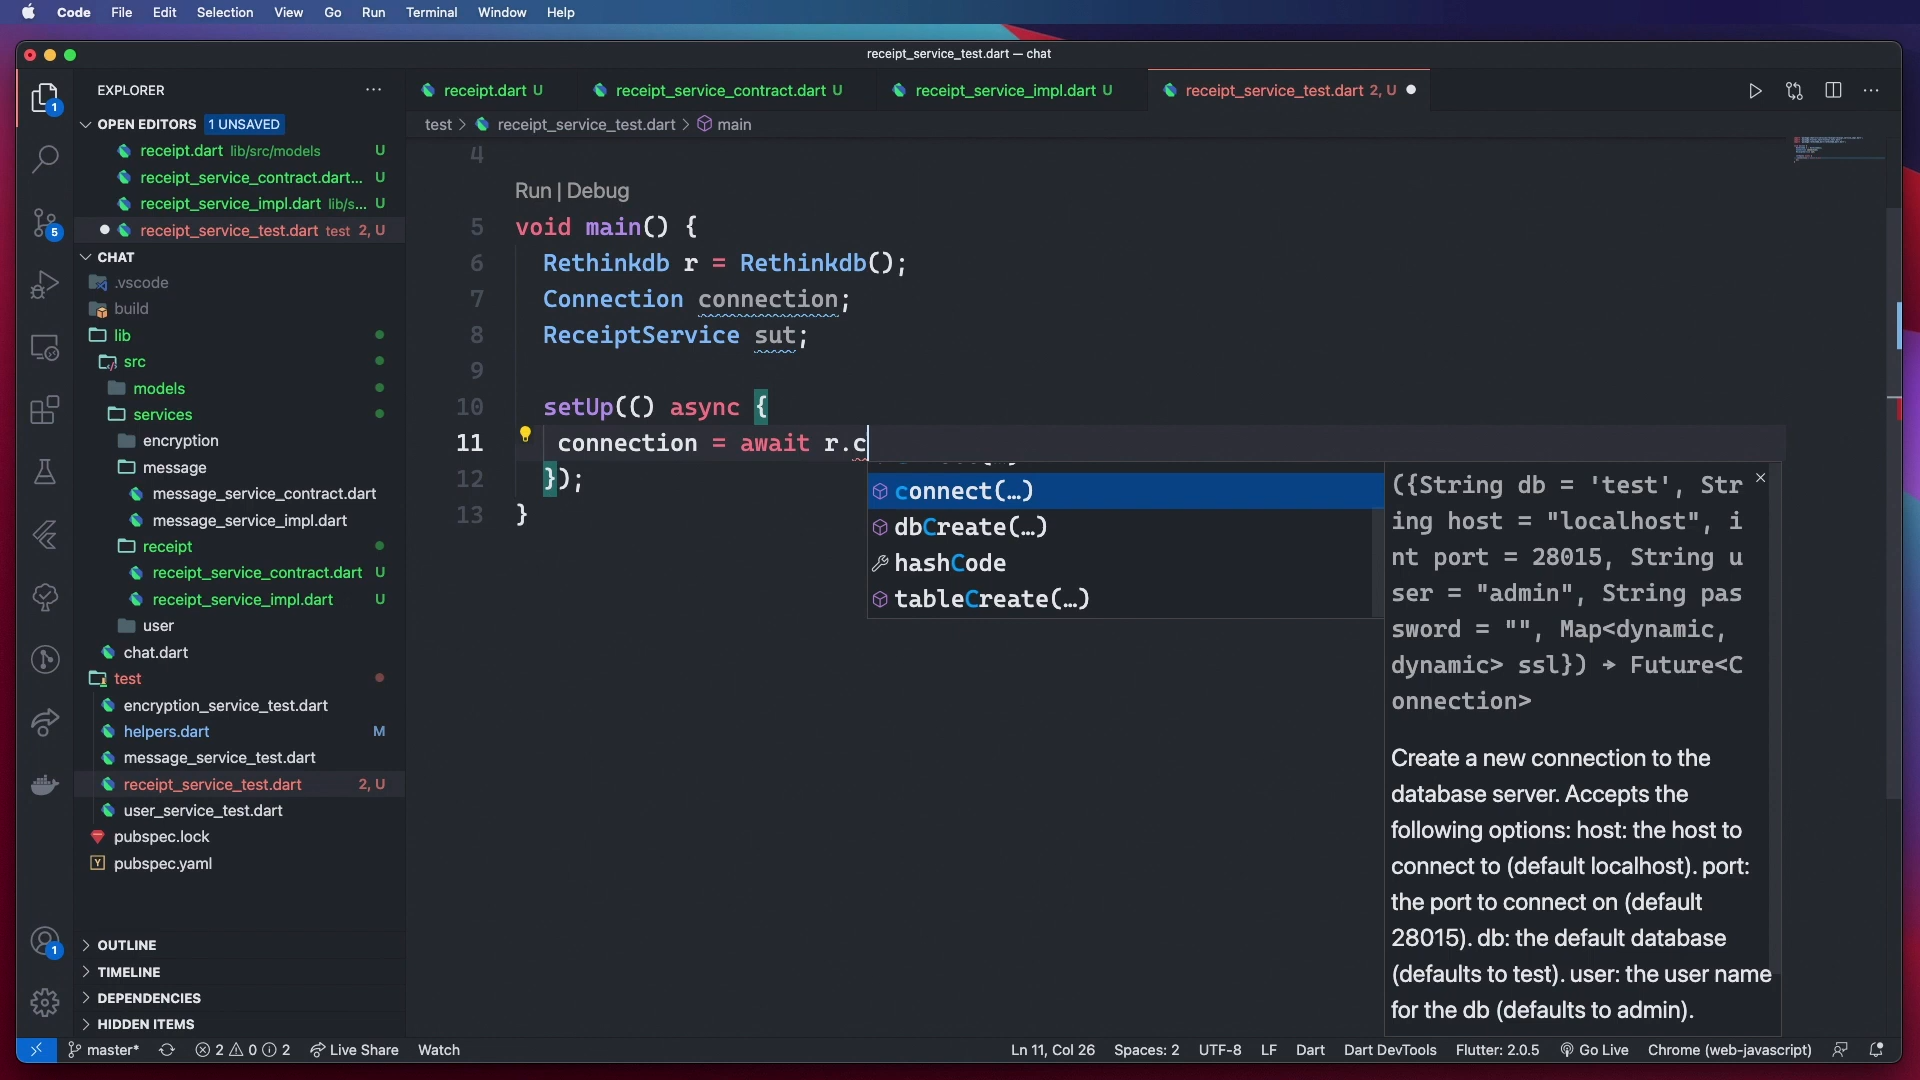 Code File Edit Selection View Go Run Terminal Window Help
receipt_service_test.dart — chat
EXPLORER
OPEN EDITORS 1 UNSAVED
receipt.dart lib/src/models U
receipt_service_contract.dart... U
receipt_service_impl.dart lib/s... U
receipt_service_test.dart test 2, U
CHAT
.vscode
build
lib
src
models
services
encryption
message
message_service_contract.dart
message_service_impl.dart
receipt
receipt_service_contract.dart U
receipt_service_impl.dart U
user
chat.dart
test
encryption_service_test.dart
helpers.dart M
message_service_test.dart
receipt_service_test.dart 2, U
user_service_test.dart
pubspec.lock
pubspec.yaml
OUTLINE
TIMELINE
DEPENDENCIES
HIDDEN ITEMS
1
5
1
receipt.dart U receipt_service_contract.dart U receipt_service_impl.dart U receipt_service_test.dart 2, U
test > receipt_service_test.dart > main
4
Run | Debug
5 void main() {
6 Rethinkdb r = Rethinkdb();
7 Connection connection;
8 ReceiptService sut;
9
10 setUp(() async {
11 connection = await r.c
12 });
13 }
connect(…)
dbCreate(…)
hashCode
tableCreate(…)
({String db = 'test', Str
ing host = "localhost", i
nt port = 28015, String u
ser = "admin", String pas
sword = "", Map<dynamic,
dynamic> ssl}) → Future<C
onnection>
Create a new connection to the
database server. Accepts the
following options: host: the host to
connect to (default localhost). port:
the port to connect on (default
28015). db: the default database
(defaults to test). user: the user name
for the db (defaults to admin).
master* 2 0 2 Live Share Watch Ln 11, Col 26 Spaces: 2 UTF-8 LF Dart Dart DevTools Flutter: 2.0.5 Go Live Chrome (web-javascript)